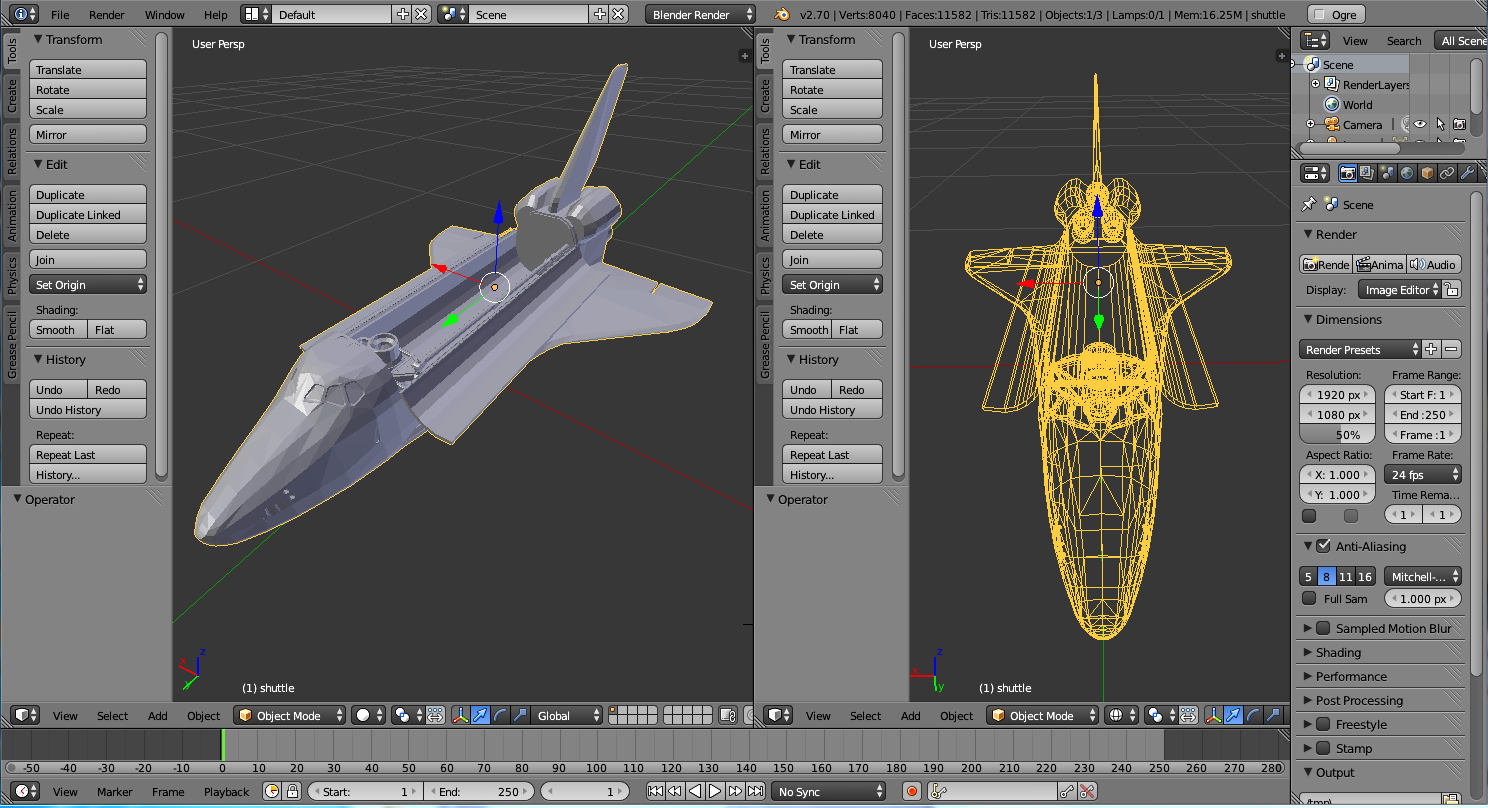 File Render Window Help Default Scene Blender Render v2.70 | Verts:8040 | Faces:11582 | Tris:11582 | Objects:1/3 | Lamps:0/1 | Mem:16.25M | shuttle Ogre
Tools
Create
Relations
Animation
Physics
Grease Pencil
Transform
Translate
Rotate
Scale
Mirror
Edit
Duplicate
Duplicate Linked
Delete
Join
Set Origin
Shading:
Smooth Flat
History
Undo Redo
Undo History
Repeat:
Repeat Last
History...
Operator
User Persp
x
z
y
(1) shuttle
View Select Add Object Object Mode Global
Tools
Create
Relations
Animation
Physics
Grease Pencil
Transform
Translate
Rotate
Scale
Mirror
Edit
Duplicate
Duplicate Linked
Delete
Join
Set Origin
Shading:
Smooth Flat
History
Undo Redo
Undo History
Repeat:
Repeat Last
History...
Operator
User Persp
z
x
y
(1) shuttle
View Select Add Object Object Mode
View Search All Scene
Scene
RenderLayers
World
Camera
Scene
Render
Rende Anima Audio
Display: Image Editor
Dimensions
Render Presets
Resolution: Frame Range:
1920 px Start F: 1
1080 px End :250
50% Frame :1
Aspect Ratio: Frame Rate:
X: 1.000 24 fps
Y: 1.000 Time Rema...
1 1
Anti-Aliasing
5 8 11 16 Mitchell-...
Full Sam 1.000 px
Sampled Motion Blur
Shading
Performance
Post Processing
Freestyle
Stamp
Output
/tmp\
-50 -40 -30 -20 -10 0 10 20 30 40 50 60 70 80 90 100 110 120 130 140 150 160 170 180 190 200 210 220 230 240 250 260 270 280
View Marker Frame Playback Start: 1 End: 250 1 No Sync